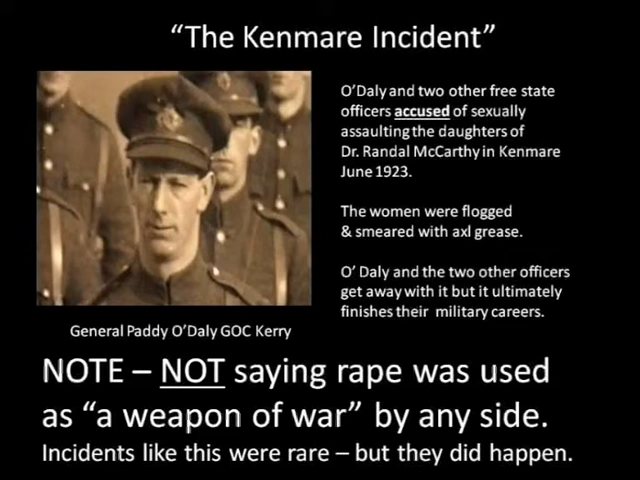 “The Kenmare Incident”
O’Daly and two other free state
officers accused of sexually
assaulting the daughters of
Dr. Randal McCarthy in Kenmare
June 1923.
The women were flogged
& smeared with axl grease.
O’ Daly and the two other officers
get away with it but it ultimately
finishes their military careers.
General Paddy O’Daly GOC Kerry
NOTE – NOT saying rape was used
as “a weapon of war” by any side.
Incidents like this were rare – but they did happen.